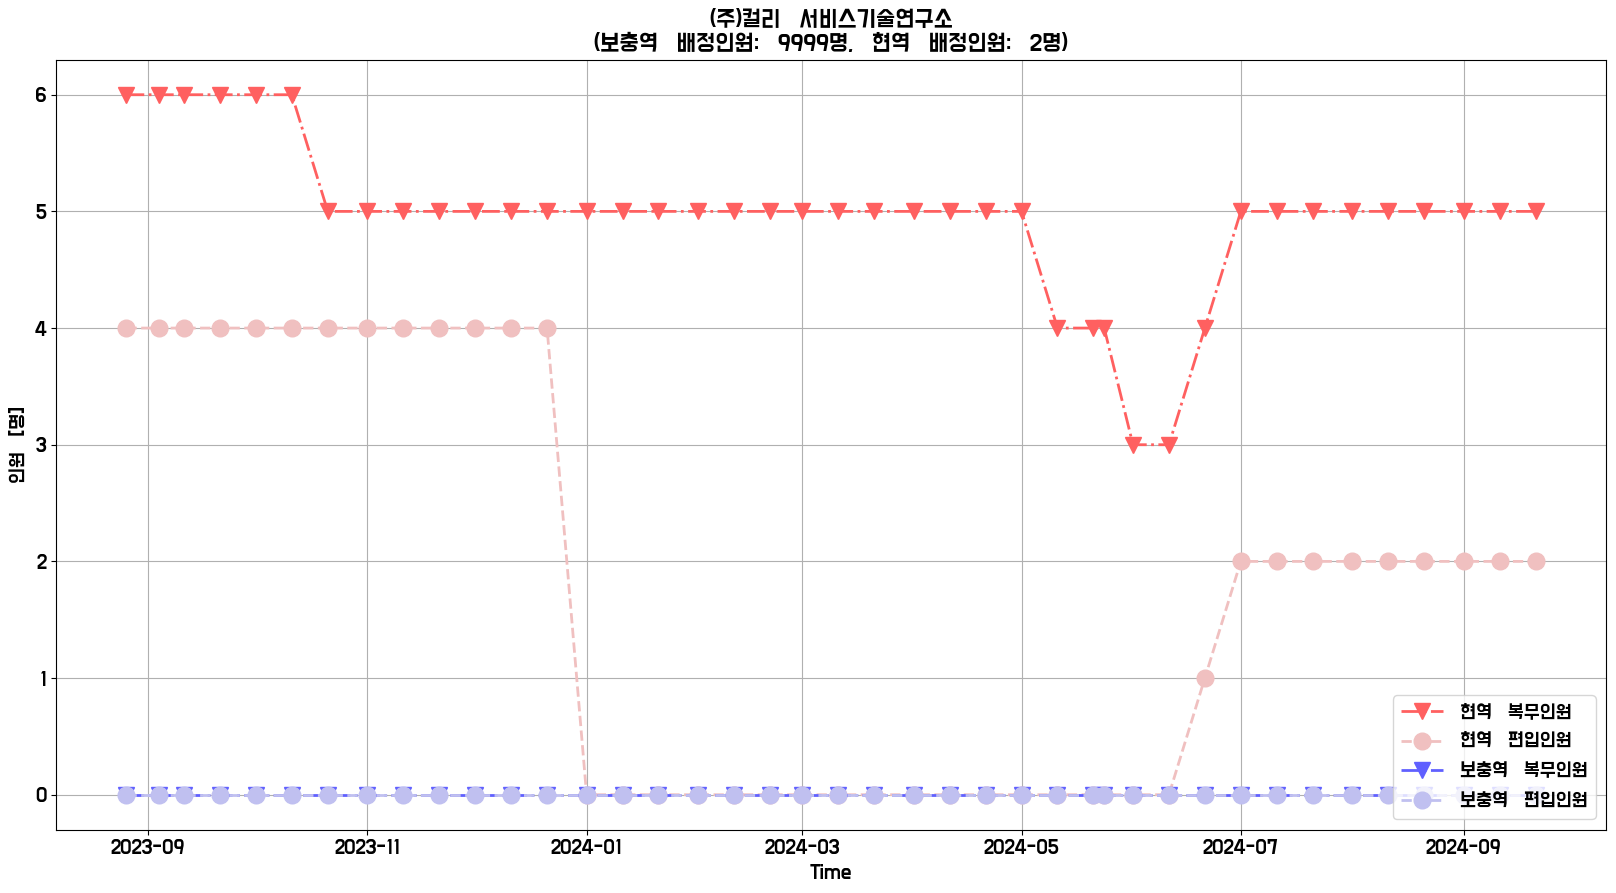 (주)컬리 서비스기술연구소
(보충역 배정인원: 9999명, 현역 배정인원: 2명)
인원 [명]
6
5
4
3
2
1
0
현역 복무인원
현역 편입인원
보충역 복무인원
보충역 편입인원
2023-09 2023-11 2024-01 2024-03 2024-05 2024-07 2024-09
Time